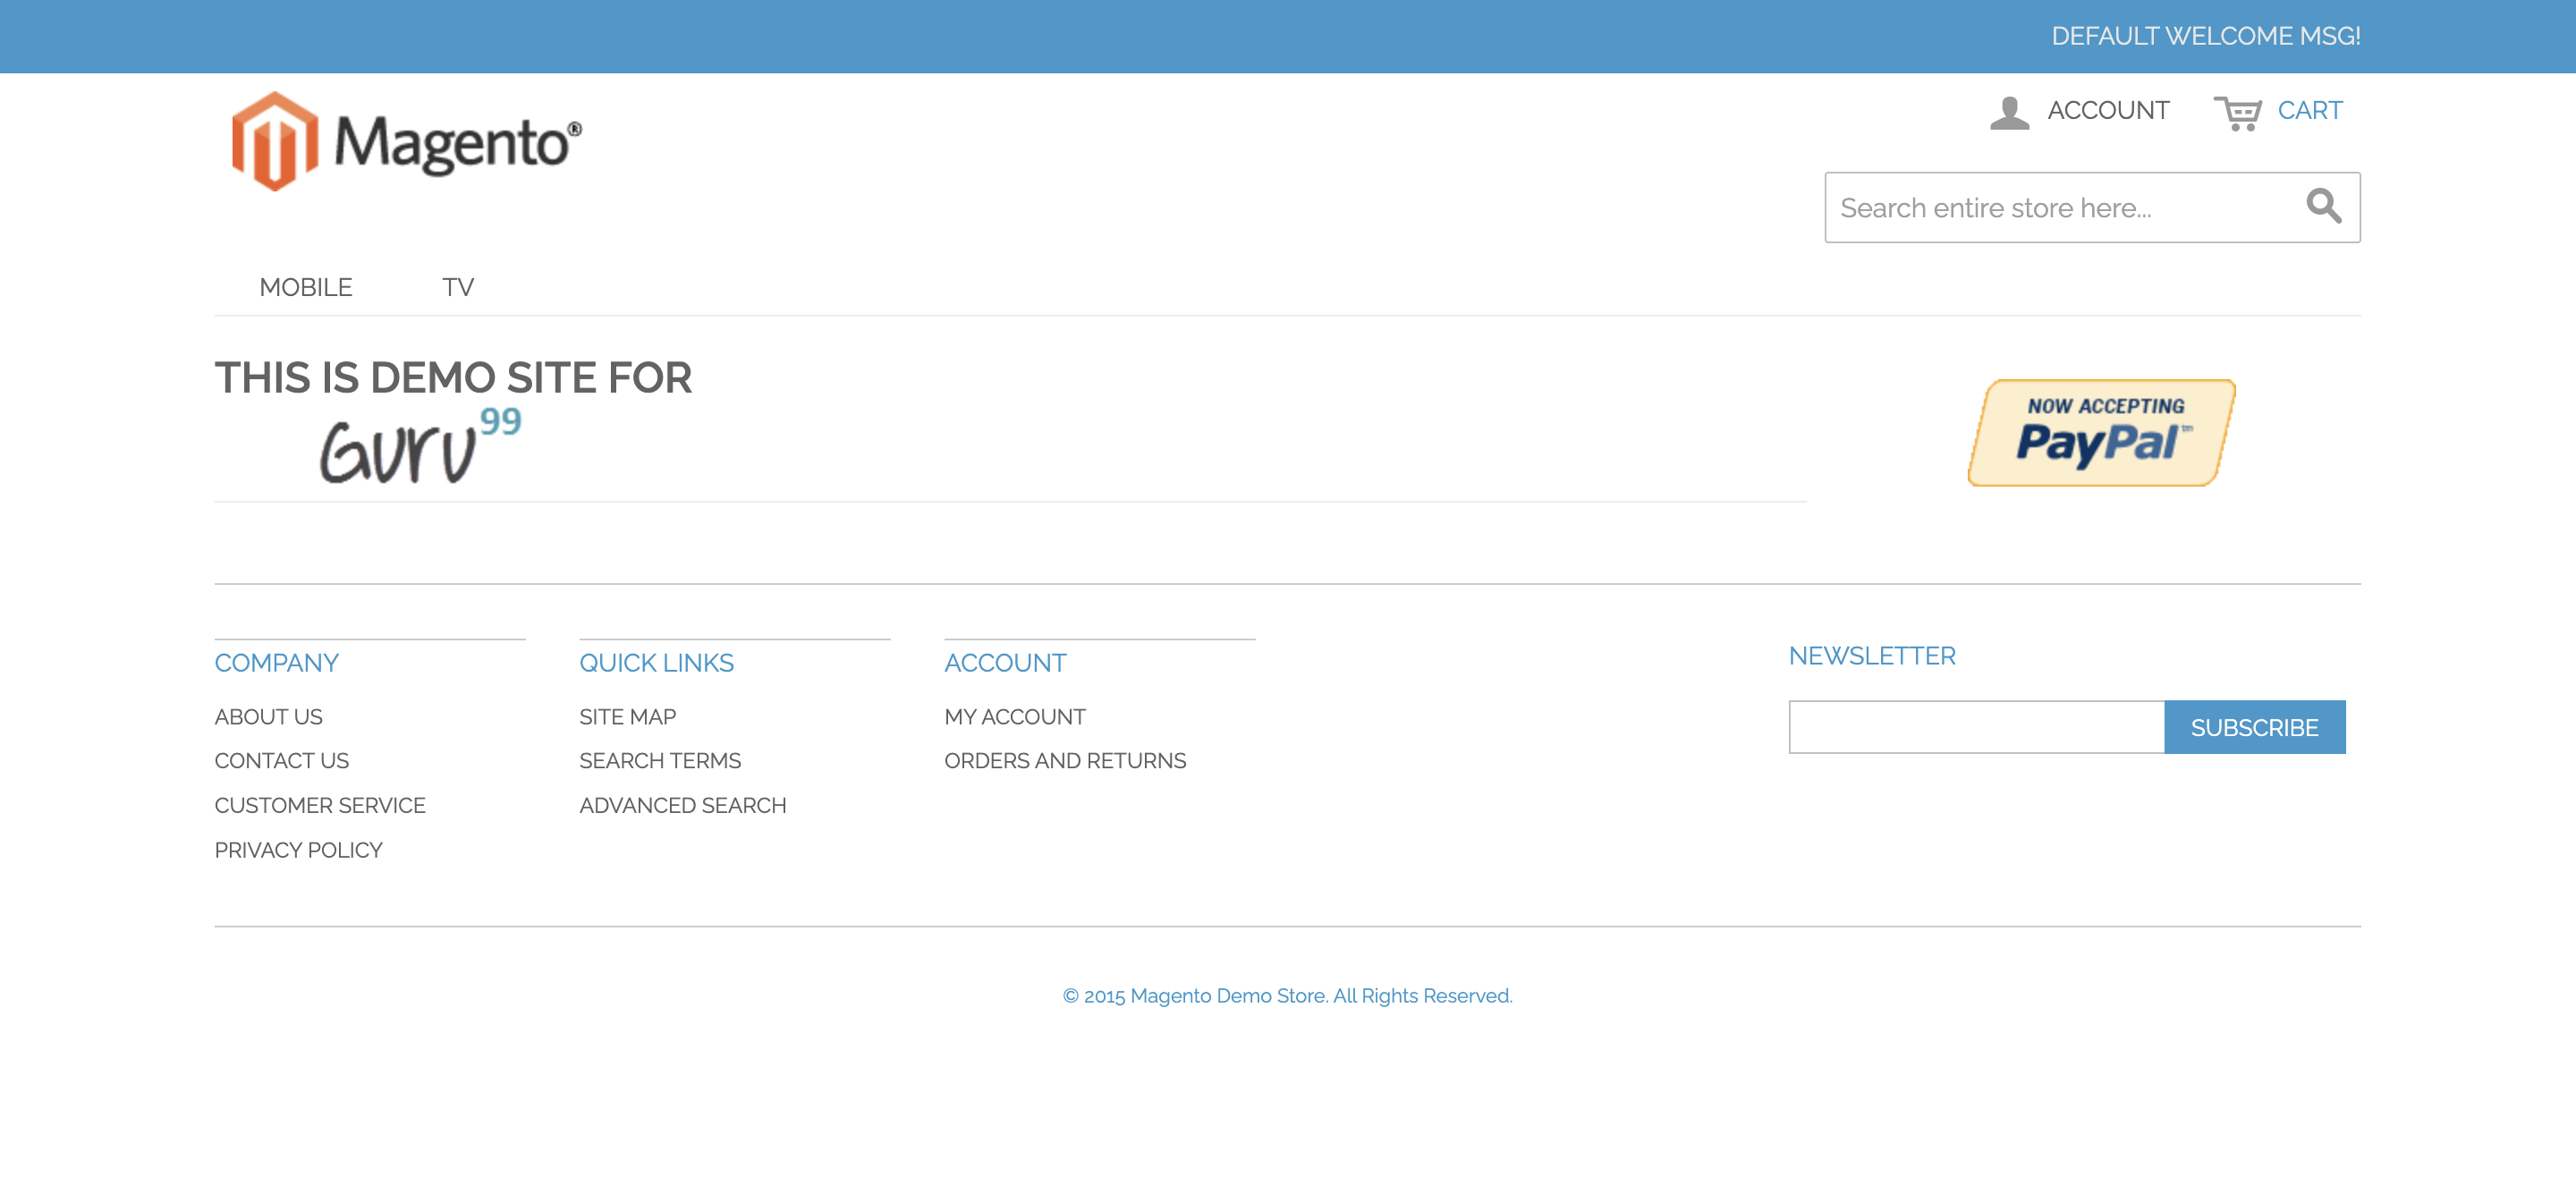 DEFAULT WELCOME MSG!
Magento®
ACCOUNT
CART
Search entire store here...
MOBILE
TV
THIS IS DEMO SITE FOR
Guru99
NOW ACCEPTING
PayPal™
COMPANY
ABOUT US
CONTACT US
CUSTOMER SERVICE
PRIVACY POLICY
QUICK LINKS
SITE MAP
SEARCH TERMS
ADVANCED SEARCH
ACCOUNT
MY ACCOUNT
ORDERS AND RETURNS
NEWSLETTER
SUBSCRIBE
© 2015 Magento Demo Store. All Rights Reserved.